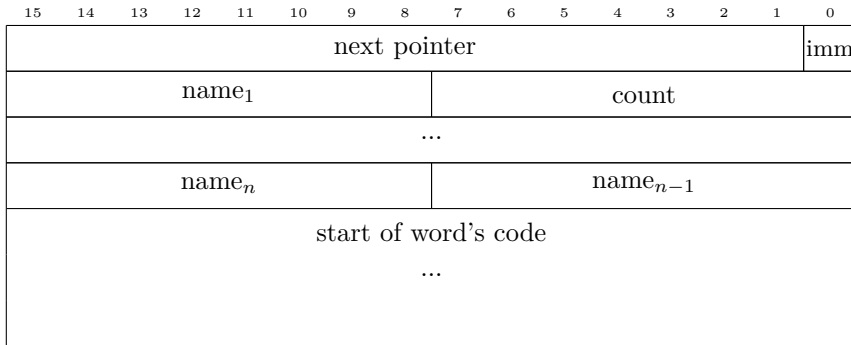 15 14 13 12 11 10 9 8 7 6 5 4 3 2 1 0
next pointer imm
name₁ count
...
nameₙ nameₙ₋₁
start of word's code
...